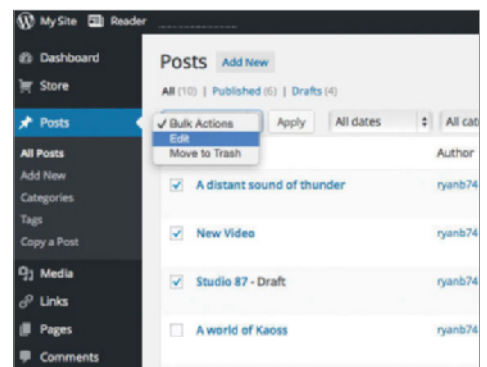 My Site Reader
Dashboard
Store
Posts
All Posts
Add New
Categories
Tags
Copy a Post
Media
Links
Pages
Comments
Posts Add New
All (10) | Published (6) | Drafts (4)
✓ Bulk Actions Apply All dates All cat
Edit
Move to Trash
Author
A distant sound of thunder ryanb74
New Video ryanb74
Studio 87 - Draft ryanb74
A world of Kaoss ryanb74